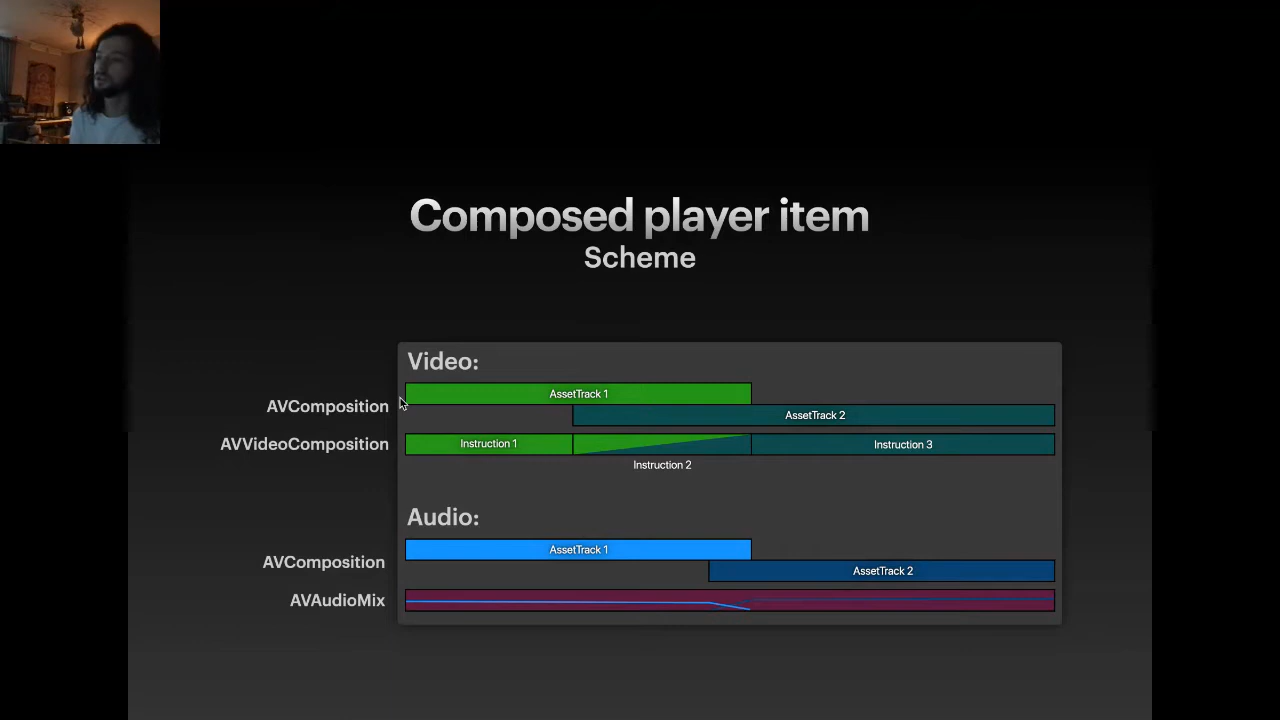 Composed player item
Scheme
Video:
AssetTrack 1
AVComposition
AssetTrack 2
AVVideoComposition
Instruction 1
Instruction 3
Instruction 2
Audio:
AssetTrack 1
AVComposition
AssetTrack 2
AVAudioMix